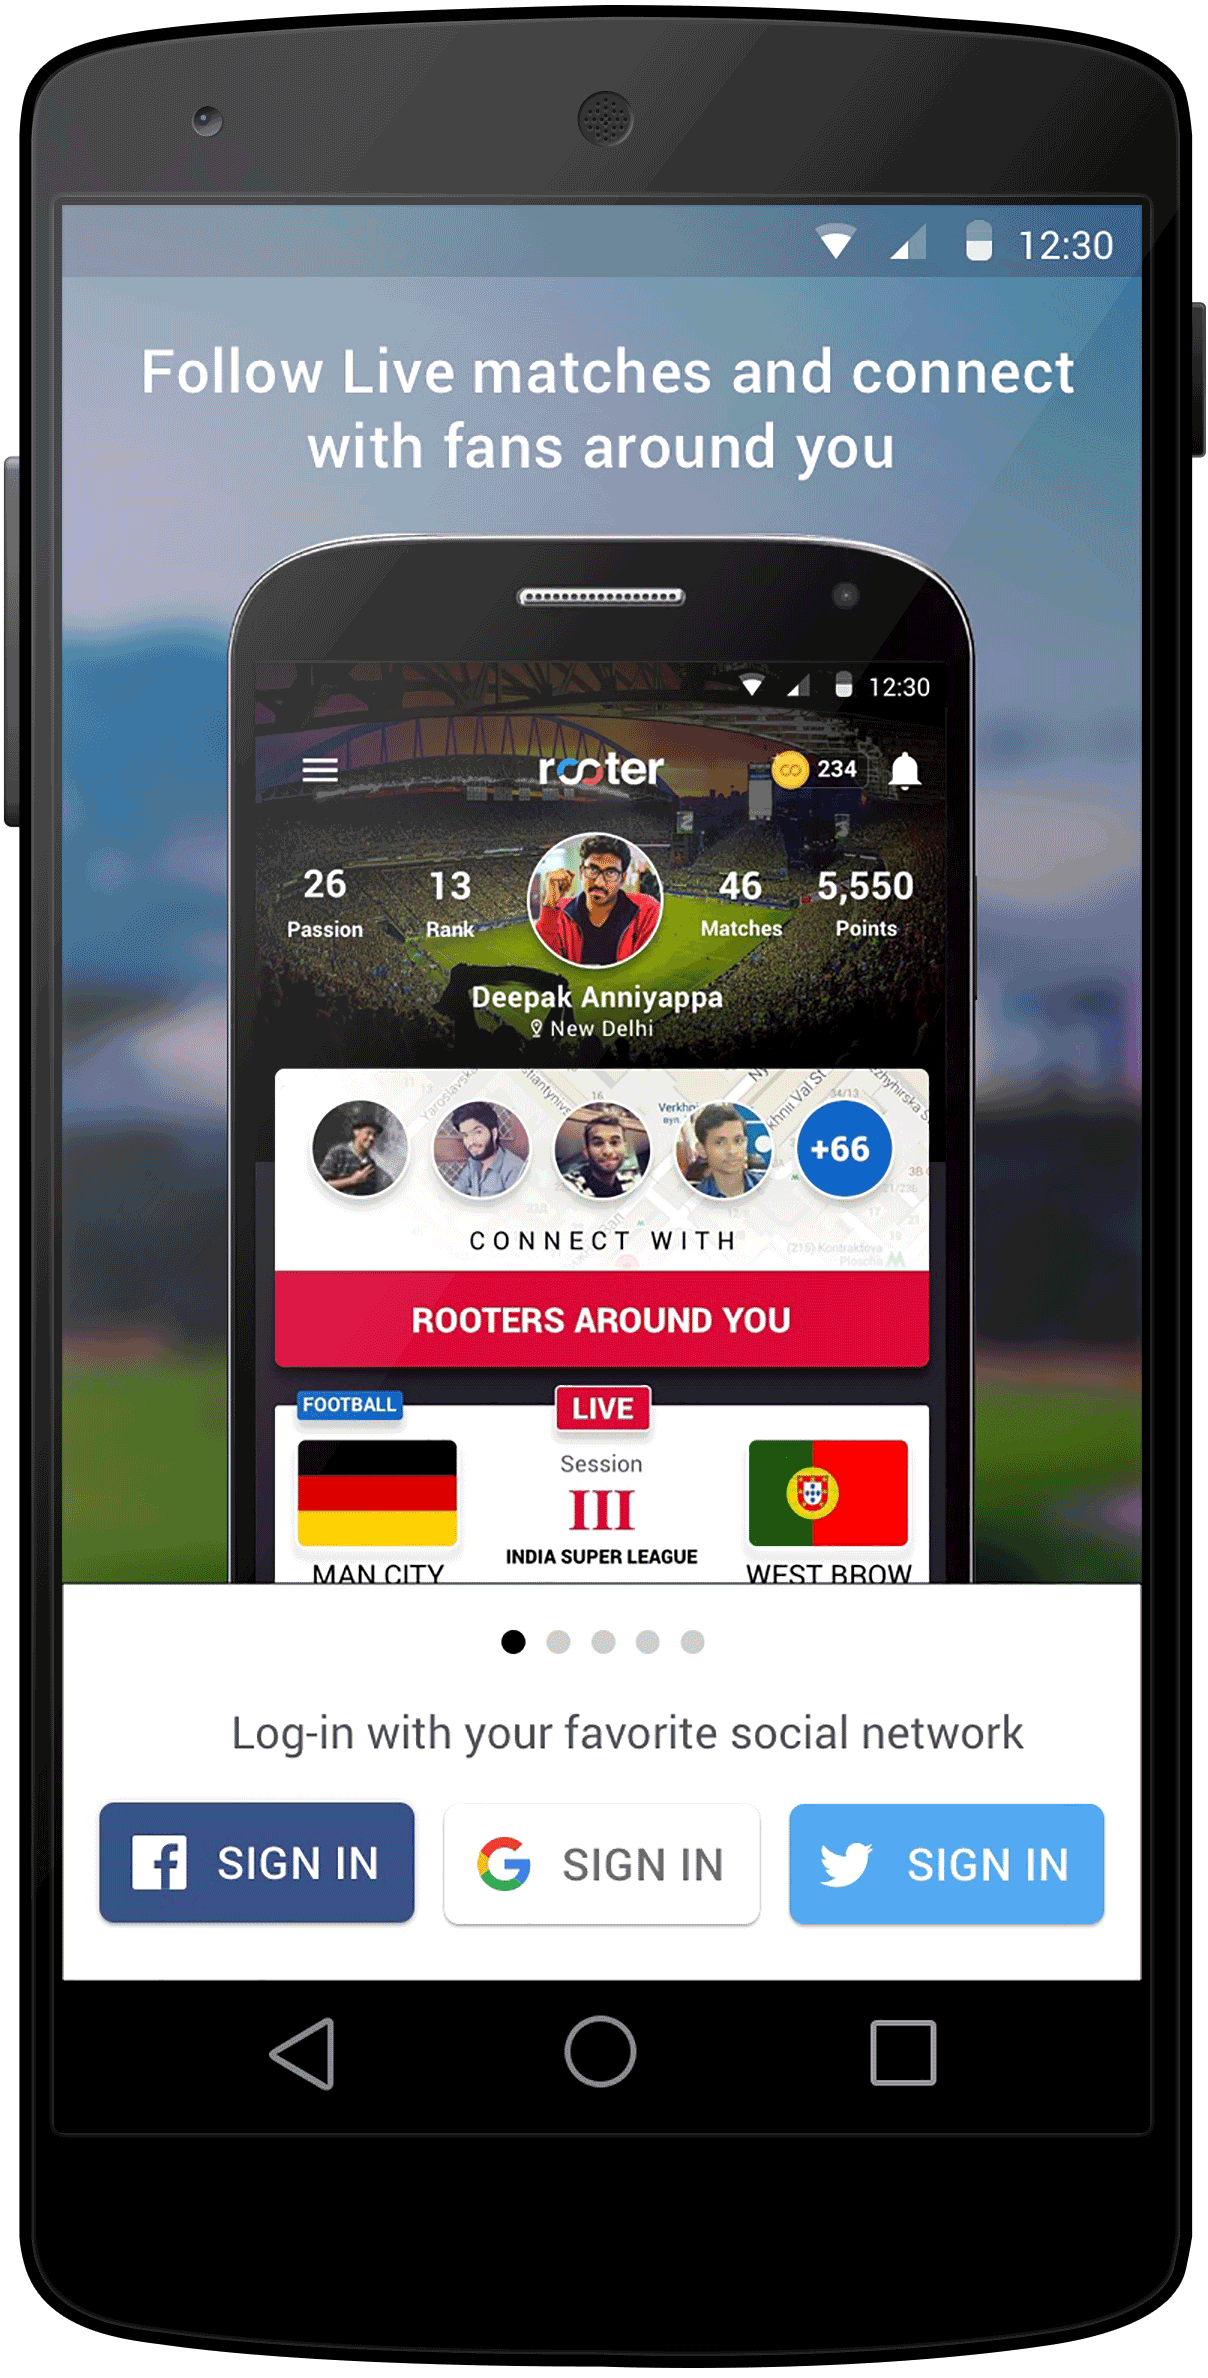 12:30
Follow Live matches and connect
with fans around you
12:30
rooter
234
26
Passion
13
Rank
46
Matches
5,550
Points
Deepak Anniyappa
New Delhi
+66
CONNECT WITH
ROOTERS AROUND YOU
FOOTBALL
LIVE
Session
III
INDIA SUPER LEAGUE
MAN CITY
WEST BROW
Log-in with your favorite social network
SIGN IN
SIGN IN
SIGN IN